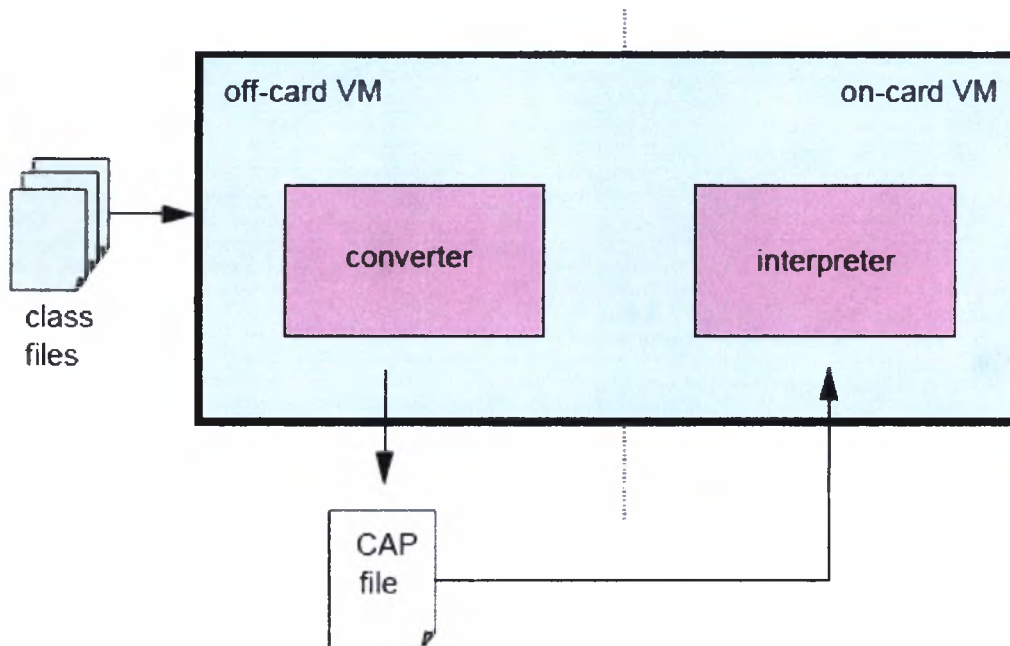 off-card VM
on-card VM
converter
interpreter
class
files
CAP
file